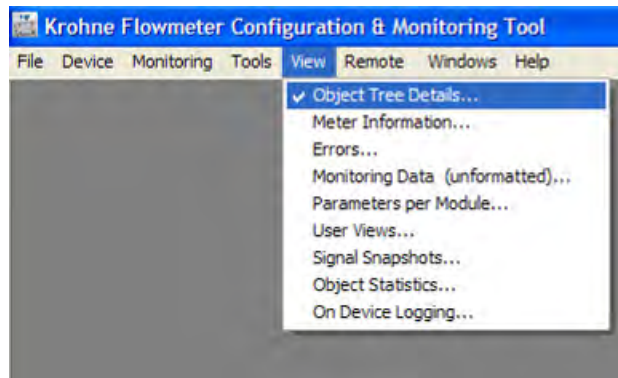 Krohne Flowmeter Configuration & Monitoring Tool
File Device Monitoring Tools View Remote Windows Help
Object Tree Details...
Meter Information...
Errors...
Monitoring Data (unformatted)...
Parameters per Module...
User Views...
Signal Snapshots...
Object Statistics...
On Device Logging...